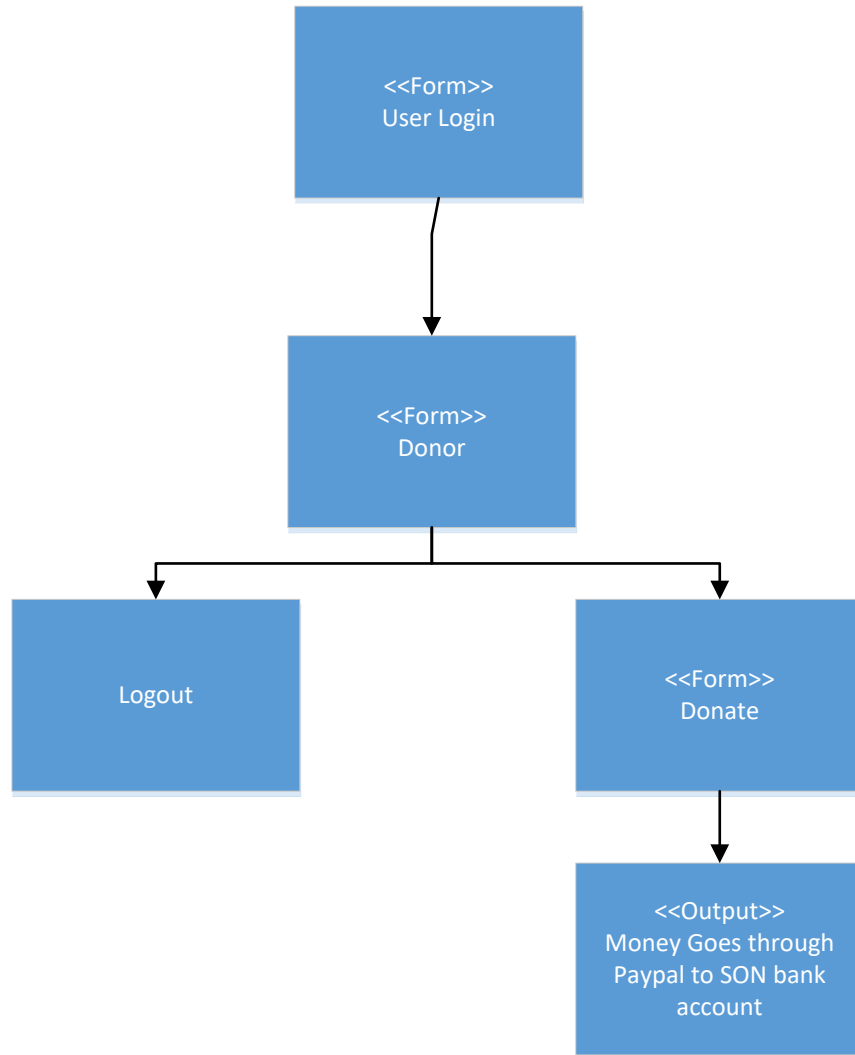 <<Form>>
User Login
<<Form>>
Donor
Logout
<<Form>>
Donate
<<Output>>
Money Goes through
Paypal to SON bank
account